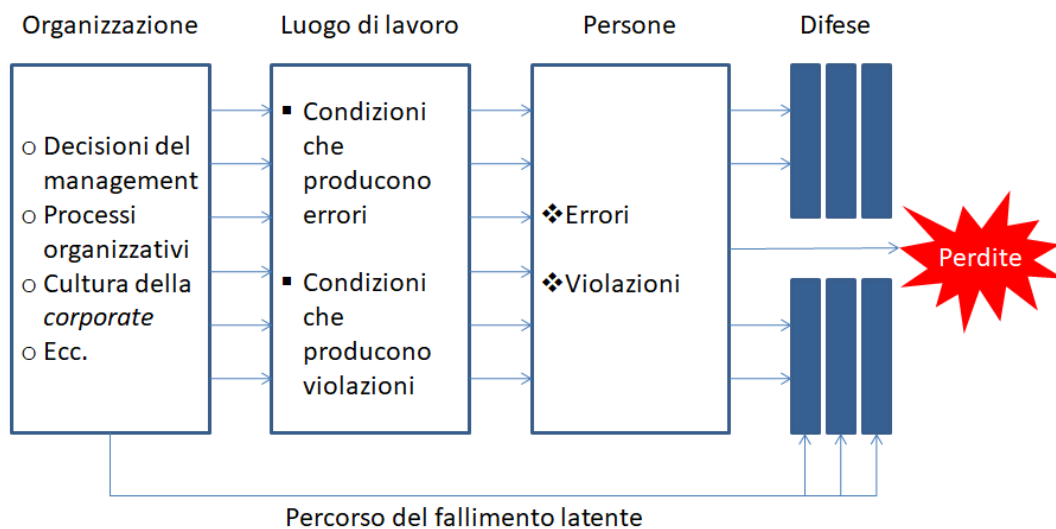 Organizzazione
Luogo di lavoro
Persone
Difese
○ Decisioni del
management
○ Processi
organizzativi
○ Cultura della
corporate
○ Ecc.
▪ Condizioni
che
producono
errori
▪ Condizioni
che
producono
violazioni
❖Errori
❖Violazioni
Perdite
Percorso del fallimento latente